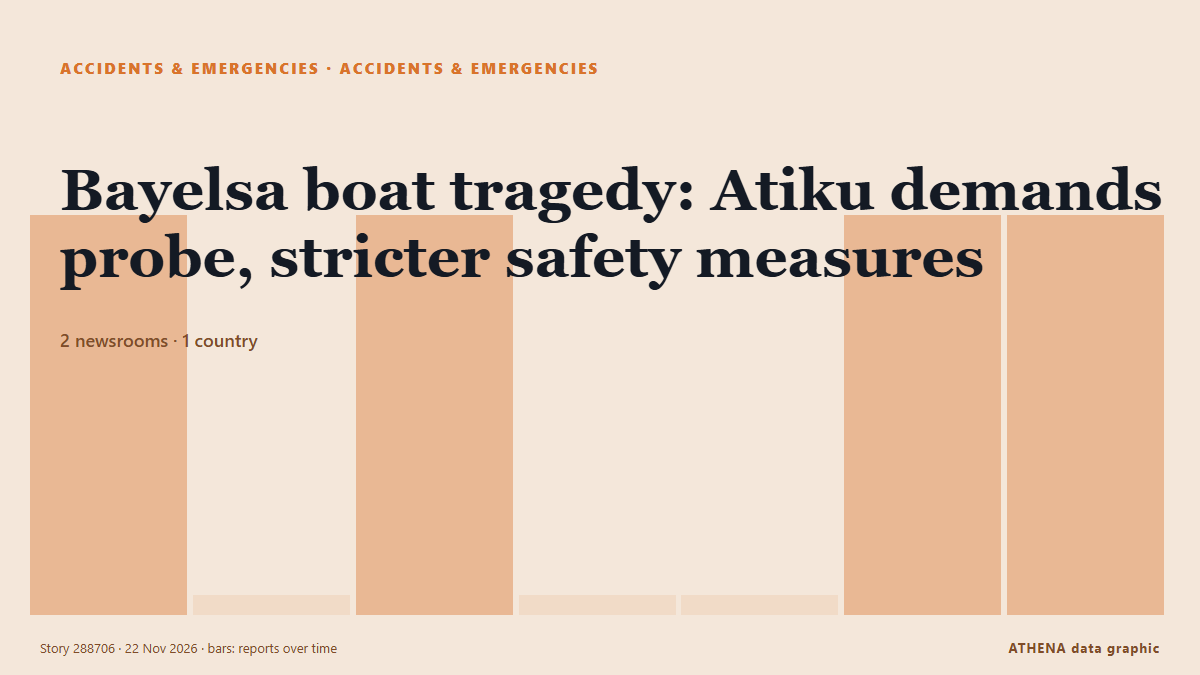 ACCIDENTS & EMERGENCIES · ACCIDENTS & EMERGENCIES
Bayelsa boat tragedy: Atiku demands
probe, stricter safety measures
2 newsrooms · 1 country
Story 288706 · 22 Nov 2026 · bars: reports over time
ATHENA data graphic